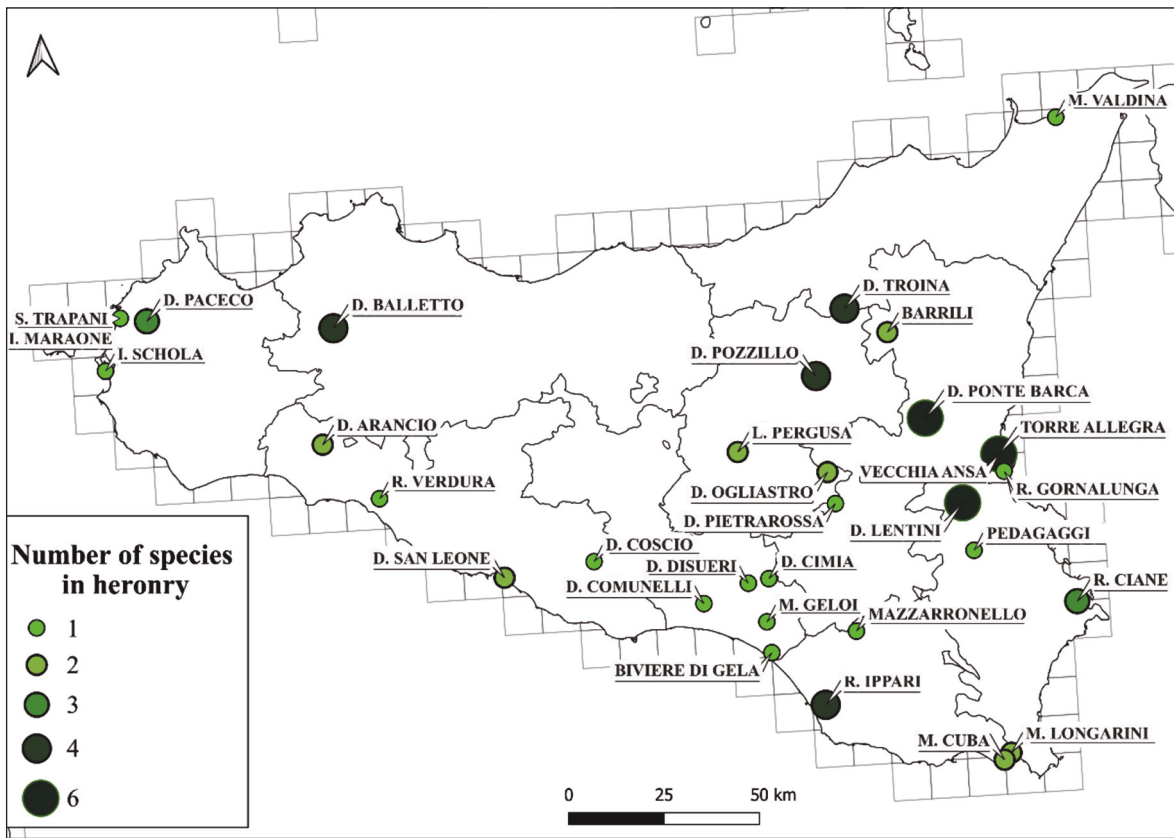 M. VALDINA
D. TROINA
D. PACECO
D. BALLETTO
S. TRAPANI
BARRILI
I. MARAONE
I. SCHOLA
D. POZZILLO
D. PONTE BARCA
D. ARANCIO
L. PERGUSA
TORRE ALLEGRA
VECCHIA ANSA
R. VERDURA
D. OGLIASTRO
R. GORNALUNGA
D. PIETRAROSSA
D. LENTINI
PEDAGAGGI
D. COSCIO
D. SAN LEONE
D. DISUERI
D. CIMIA
R. CIANE
D. COMUNELLI
M. GELOI
MAZZARRONELLO
BIVIERE DI GELA
R. IPPARI
M. CUBA
M. LONGARINI
Number of species
in heronry
1
2
3
4
6
0 25 50 km